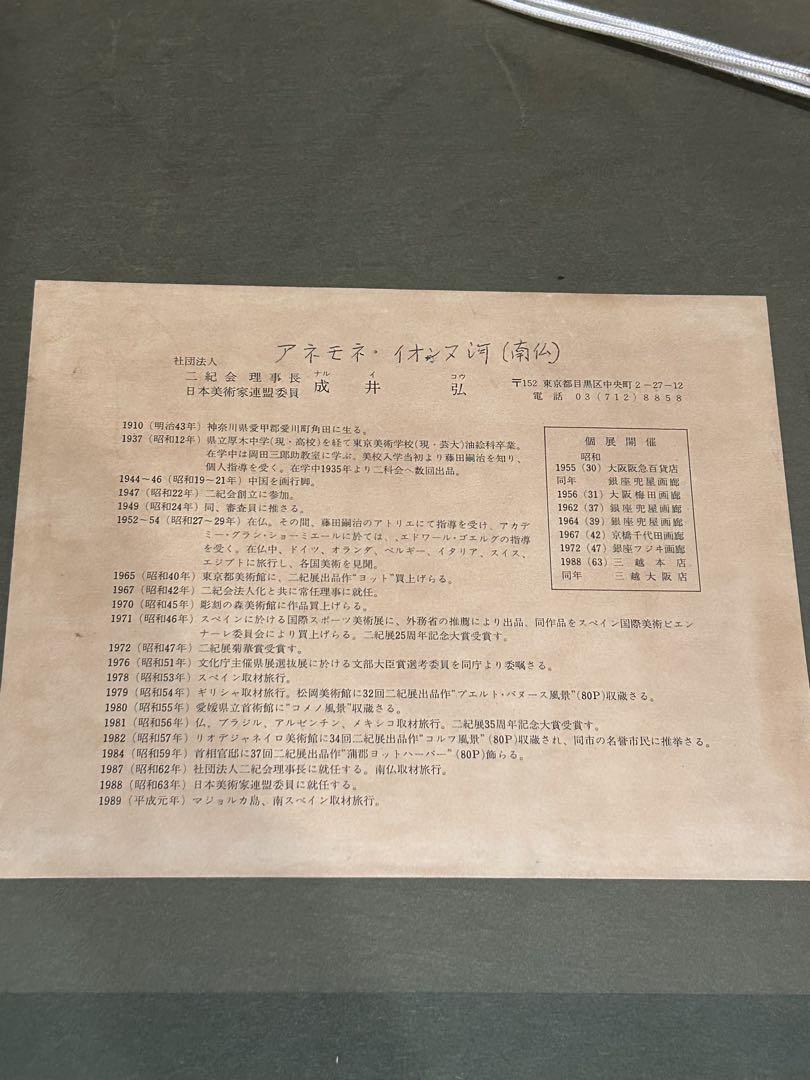 アネモネ・イオンヌ河(南仏)
社団法人
二紀会理事長
日本美術家連盟委員
ナル イ コウ
成井 弘
〒152 東京都目黒区中央町2-27-12
電話 03(712)8858
1910(明治43年)神奈川県愛甲郡愛川町角田に生る。
1937(昭和12年)県立厚木中学(現・高校)を経て東京美術学校(現・芸大)油絵科卒業。
在学中は岡田三郎助教室に学ぶ。美校入学当初より藤田嗣治を知り、
個人指導を受く。在学中1935年より二科会へ数回出品。
1944~46(昭和19~21年)中国を画行脚。
1947(昭和22年)二紀会創立に参加。
1949(昭和24年)同、審査員に推さる。
1952~54(昭和27~29年)在仏。その間、藤田嗣治のアトリエにて指導を受け、アカデ
ミー・グラン・ショーミエールに於ては、、エドワール・ゴエルグの指導
を受く。在仏中、ドイツ、オランダ、ベルギー、イタリア、スイス、
エジプトに旅行し、各国美術を見聞。
1965(昭和40年)東京都美術館に、二紀展出品作“ヨット”買上げらる。
1967(昭和42年)二紀会法人化と共に常任理事に就任。
1970(昭和45年)彫刻の森美術館に作品買上げらる。
1971(昭和46年)スペインに於ける国際スポーツ美術展に、外務省の推薦により出品、同作品をスペイン国際美術ビエン
ナーレ委員会により買上げらる。二紀展25周年記念大賞受賞す。
1972(昭和47年)二紀展菊華賞受賞す。
1976(昭和51年)文化庁主催県展選抜展に於ける文部大臣賞選考委員を同庁より委嘱さる。
1978(昭和53年)スペイン取材旅行。
1979(昭和54年)ギリシャ取材旅行。松岡美術館に32回二紀展出品作“プエルト・バヌース風景”(80P)収蔵さる。
1980(昭和55年)愛媛県立首術館に“コメノ風景”収蔵さる。
1981(昭和56年)仏、ブラジル、アルゼンチン、メキシコ取材旅行。二紀展35周年記念大賞受賞す。
1982(昭和57年)リオデジャネイロ美術館に34回二紀展出品作“コルフ風景”(80P)収蔵され、同市の名誉市民に推挙さる。
1984(昭和59年)首相官邸に37回二紀展出品作“蒲郡ヨットハーバー”(80P)飾らる。
1987(昭和62年)社団法人二紀会理事長に就任する。南仏取材旅行。
1988(昭和63年)日本美術家連盟委員に就任する。
1989(平成元年)マジョルカ島、南スペイン取材旅行。
個展開催
昭和
1955(30)大阪阪急百貨店
同年 銀座兜屋画廊
1956(31)大阪梅田画廊
1962(37)銀座兜屋画廊
1964(39)銀座兜屋画廊
1967(42)京橋千代田画廊
1972(47)銀座フジヰ画廊
1988(63)三越本店
同年 三越大阪店